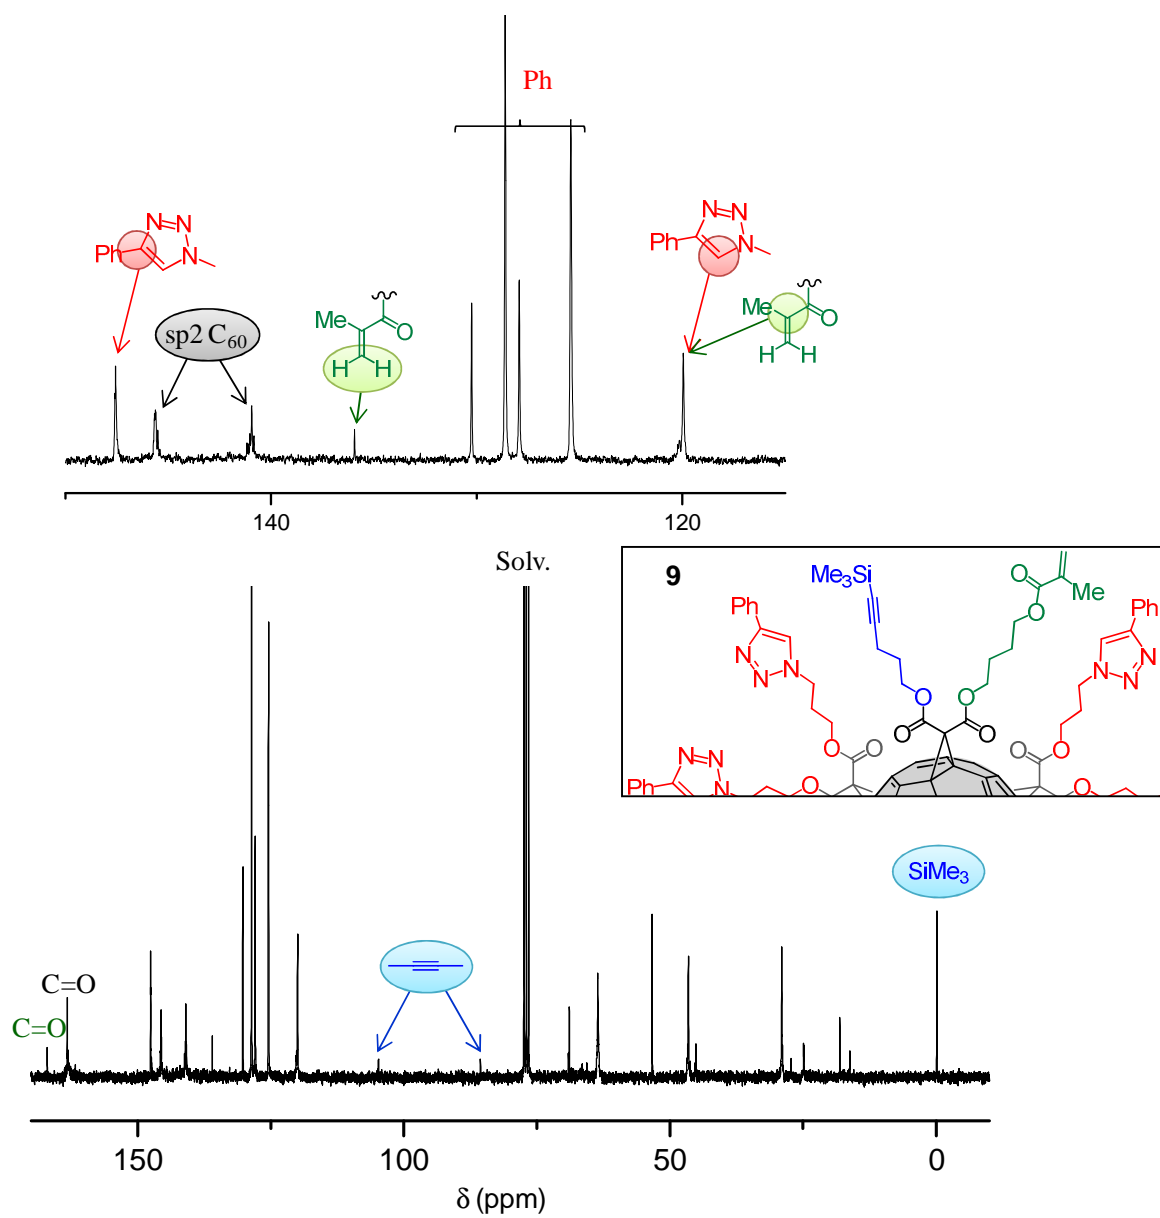 Ph
N=N
N
Ph
N
sp2 C60
Me
O
H H
N=N
N
Ph
N
Me
O
H H
140
120
Solv.
9
Me3Si
O
O
Me
Ph
N
N
N
O
O
O
O
Ph
N
N
N
O
O
O
O
Ph
N
N
N
O
O
SiMe3
C=O
C=O
150
100
50
0
δ (ppm)